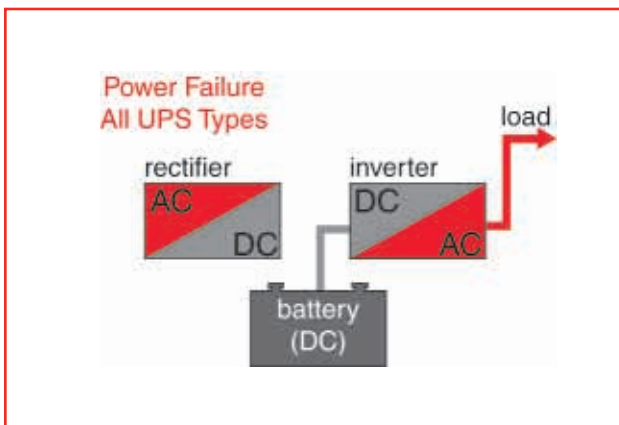 Power Failure
All UPS Types
load
rectifier
inverter
AC
DC
DC
AC
battery
(DC)